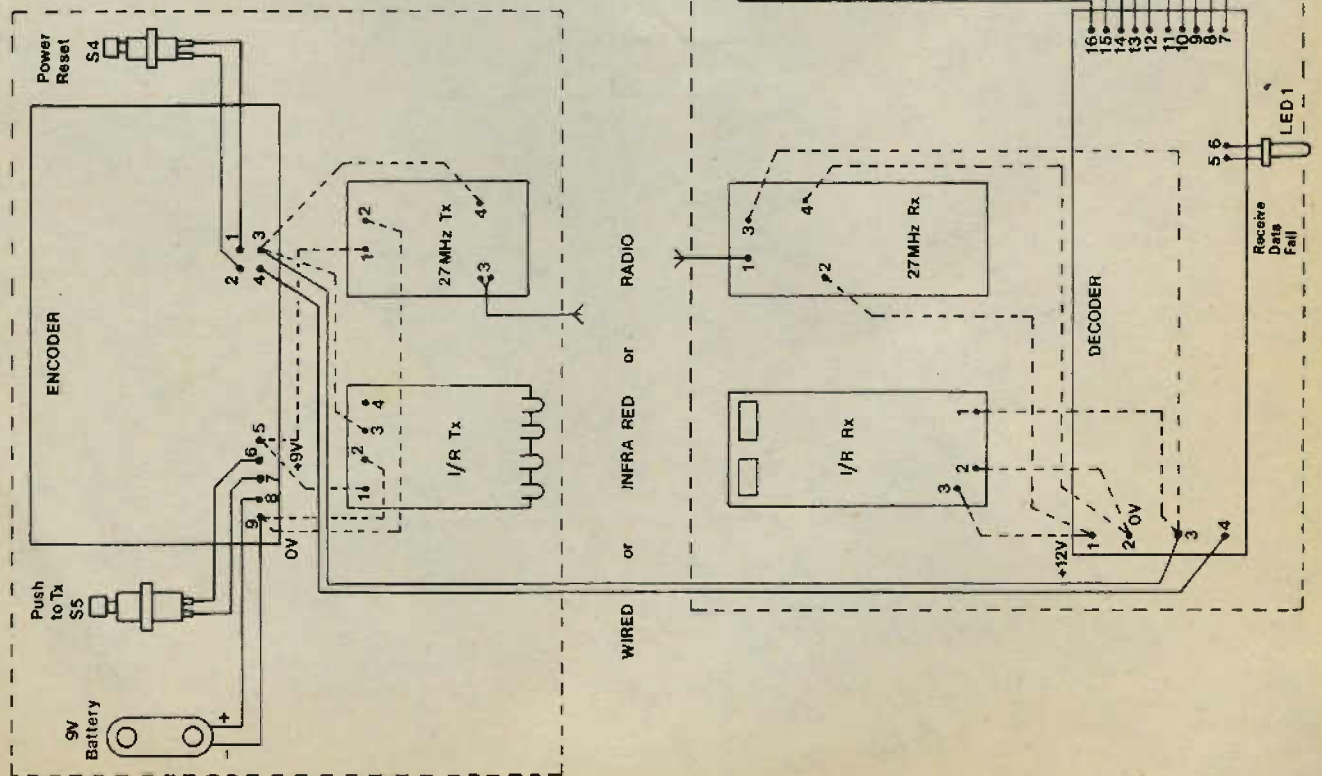 Power
Reset
S4
ENCODER
1
2
3
4
5
6
7
8
9
+9V
0V
Push
to Tx
S5
9V
Battery
+
-
1
2
3
4
27MHz Tx
1
2
3
4
I/R Tx
WIRED or INFRA RED or RADIO
1
2
3
4
27MHz Rx
1
2
3
I/R Rx
DECODER
16
15
14
13
12
11
10
9
8
7
6
5
LED 1
Receive
Data
Fail
+12V
1
2
0V
3
4